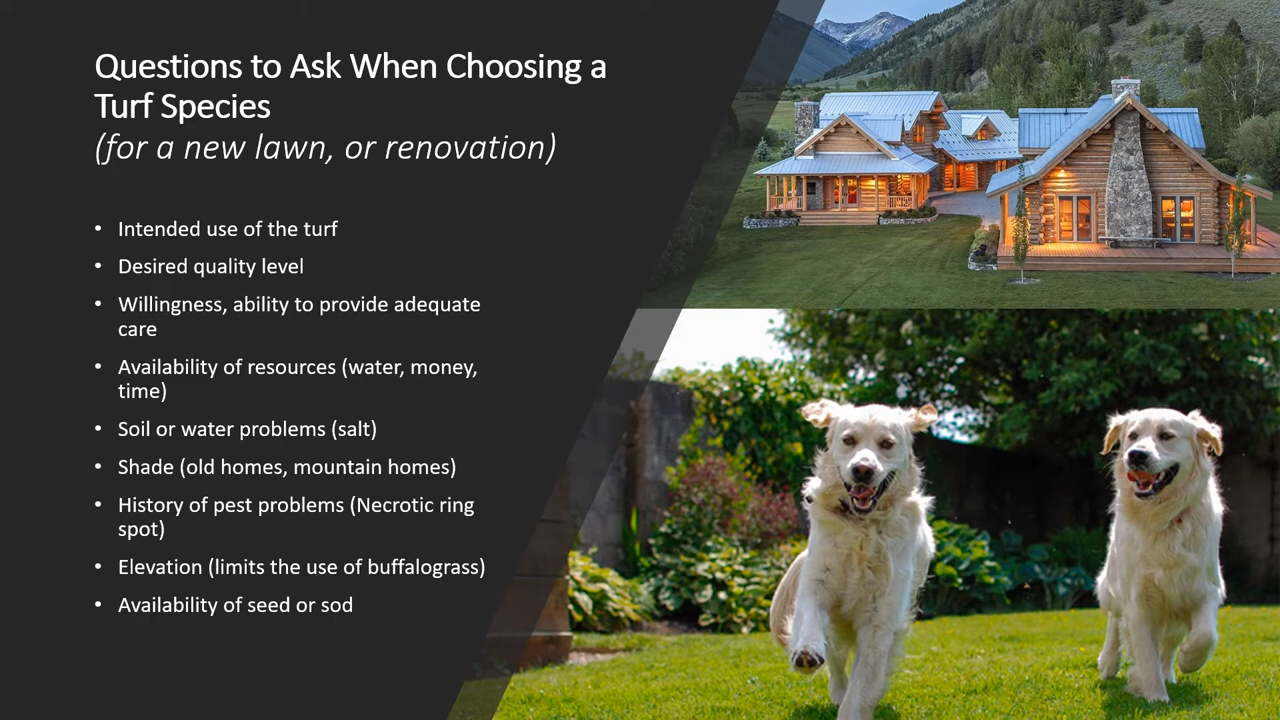 Questions to Ask When Choosing a
Turf Species
(for a new lawn, or renovation)
• Intended use of the turf
• Desired quality level
• Willingness, ability to provide adequate
care
• Availability of resources (water, money,
time)
• Soil or water problems (salt)
• Shade (old homes, mountain homes)
• History of pest problems (Necrotic ring
spot)
• Elevation (limits the use of buffalograss)
• Availability of seed or sod